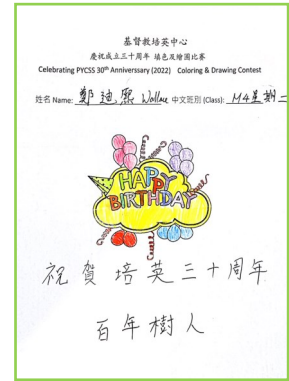 基督教培英中心
慶祝成立三十周年 填色及繪圖比賽
Celebrating PYCSS 30th Anniverssary (2022) Coloring & Drawing Contest
姓名 Name: 鄭迪熙 Wallace 中文班別 (Class): M4星期二
HAPPY
BIRTHDAY
祝賀培英三十周年
百年樹人